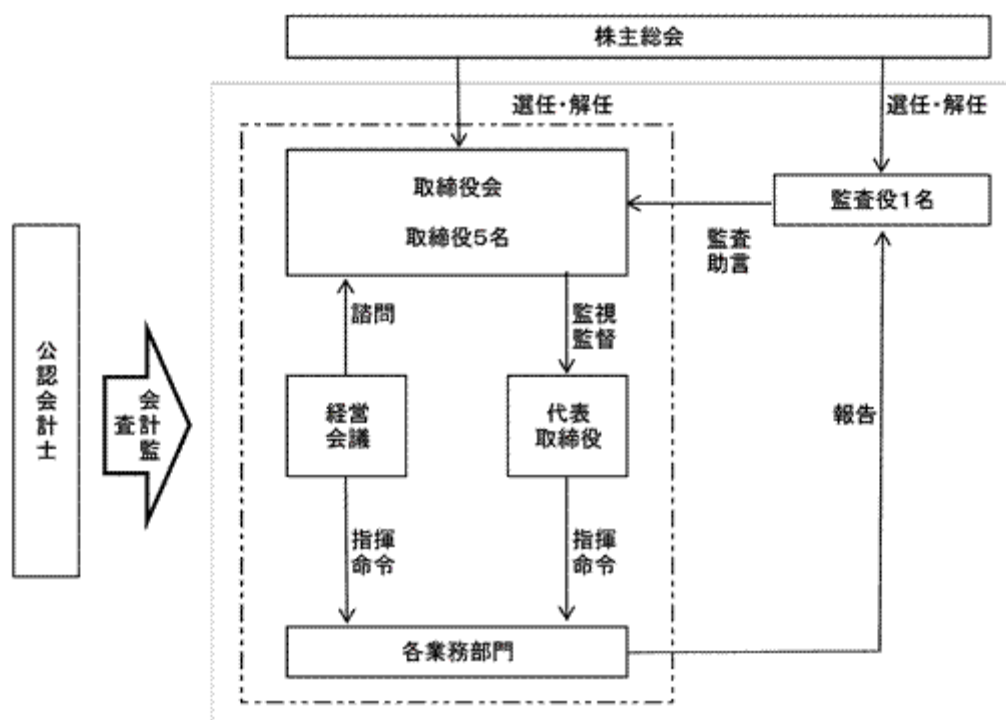 株主総会
選任・解任
選任・解任
取締役会
取締役5名
監査役1名
監査
助言
諮問
監視
監督
公認会計士
会計監
査
経営
会議
代表
取締役
報告
指揮
命令
指揮
命令
各業務部門